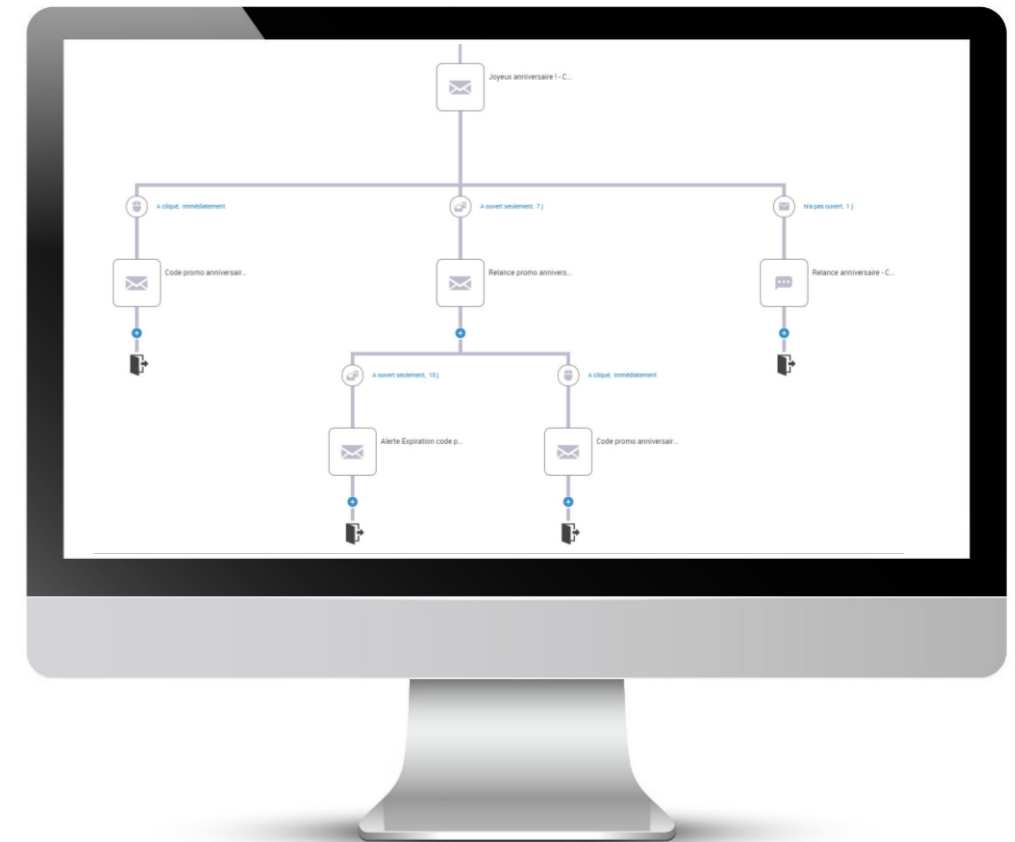 Joyeux anniversaire ! - C...
A cliqué, immédiatement
A ouvert seulement, 7 j
N'a pas ouvert, 1 j
Code promo anniversair...
Relance promo annivers...
Relance anniversaire - C...
A ouvert seulement, 10 j
A cliqué, immédiatement
Alerte Expiration code p...
Code promo anniversair...